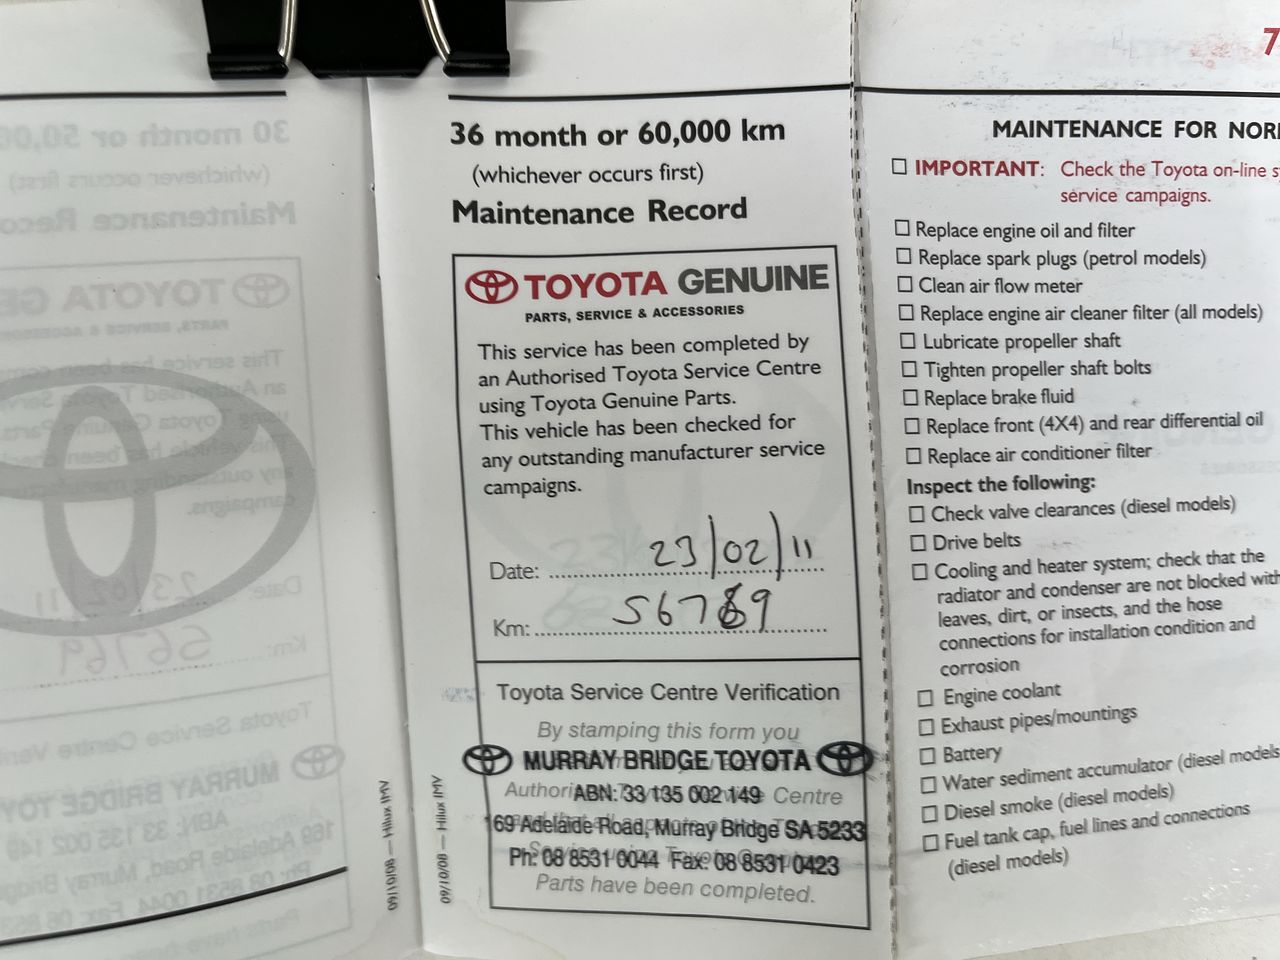 36 month or 60,000 km
(whichever occurs first)
Maintenance Record
TOYOTA GENUINE
PARTS, SERVICE & ACCESSORIES
This service has been completed by
an Authorised Toyota Service Centre
using Toyota Genuine Parts.
This vehicle has been checked for
any outstanding manufacturer service
campaigns.
Date: 23/02/11
Km: 56789
Toyota Service Centre Verification
By stamping this form you
MURRAY BRIDGE TOYOTA
ABN: 33 135 002 149
Centre
169 Adelaide Road, Murray Bridge SA 5233
Ph: 08 8531 0044 Fax: 08 8531 0423
Parts have been completed.
09/10/08 — Hilux IMV
09/10/08 — Hilux IMV
7
MAINTENANCE FOR
IMPORTANT: Check the Toyota on-line
service campaigns.
Replace engine oil and filter
Replace spark plugs (petrol models)
Clean air flow meter
Replace engine air cleaner filter (all models)
Lubricate propeller shaft
Tighten propeller shaft bolts
Replace brake fluid
Replace front (4X4) and rear differential oil
Replace air conditioner filter
Inspect the following:
Check valve clearances (diesel models)
Drive belts
Cooling and heater system; check that the
radiator and condenser are not blocked with
leaves, dirt, or insects, and the hose
connections for installation condition and
corrosion
Engine coolant
Exhaust pipes/mountings
Battery
Water sediment accumulator (diesel models
Diesel smoke (diesel models)
Fuel tank cap, fuel lines and connections
(diesel models)